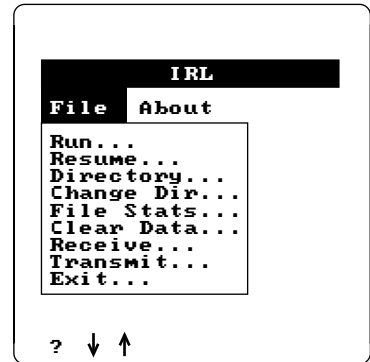 IRL
File About
Run...
Resume...
Directory...
Change Dir...
File Stats...
Clear Data...
Receive...
Transmit...
Exit...
? ↓ ↑